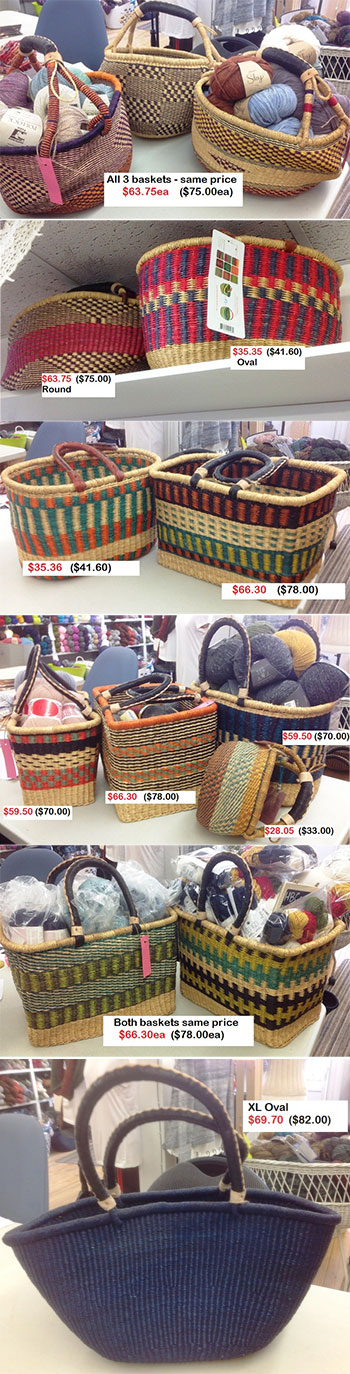 All 3 baskets - same price
$63.75ea ($75.00ea)
$35.35 ($41.60)
Oval
$63.75 ($75.00)
Round
$35.36 ($41.60)
$66.30 ($78.00)
$59.50 ($70.00)
$66.30 ($78.00)
$59.50 ($70.00)
$28.05 ($33.00)
Both baskets same price
$66.30ea ($78.00ea)
XL Oval
$69.70 ($82.00)